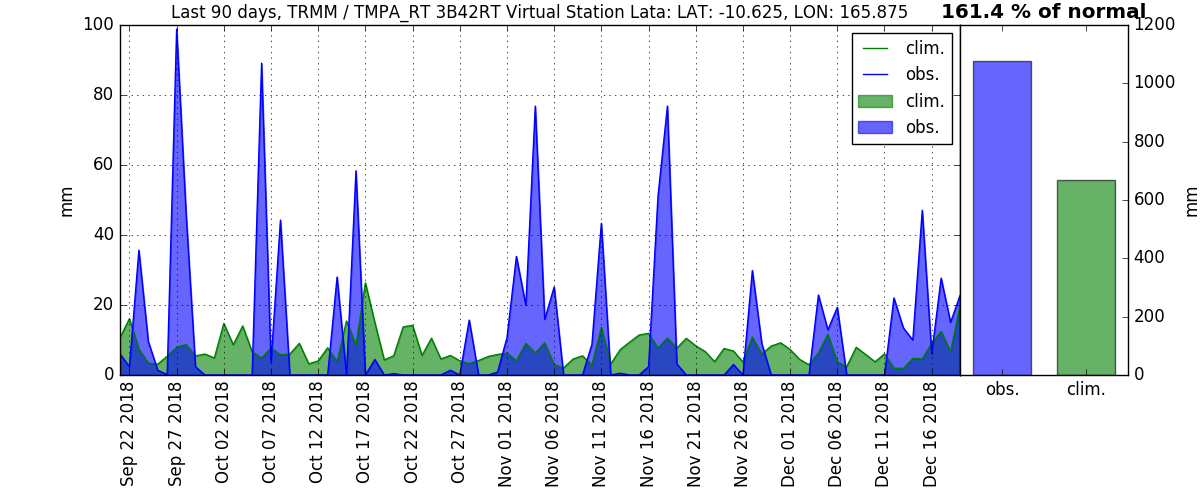 Last 90 days, TRMM / TMPA_RT 3B42RT Virtual Station Lata: LAT: -10.625, LON: 165.875
161.4 % of normal
100
80
60
40
20
0
mm
clim.
obs.
clim.
obs.
1200
1000
800
600
400
200
0
mm
Sep 22 2018
Sep 27 2018
Oct 02 2018
Oct 07 2018
Oct 12 2018
Oct 17 2018
Oct 22 2018
Oct 27 2018
Nov 01 2018
Nov 06 2018
Nov 11 2018
Nov 16 2018
Nov 21 2018
Nov 26 2018
Dec 01 2018
Dec 06 2018
Dec 11 2018
Dec 16 2018
obs.
clim.